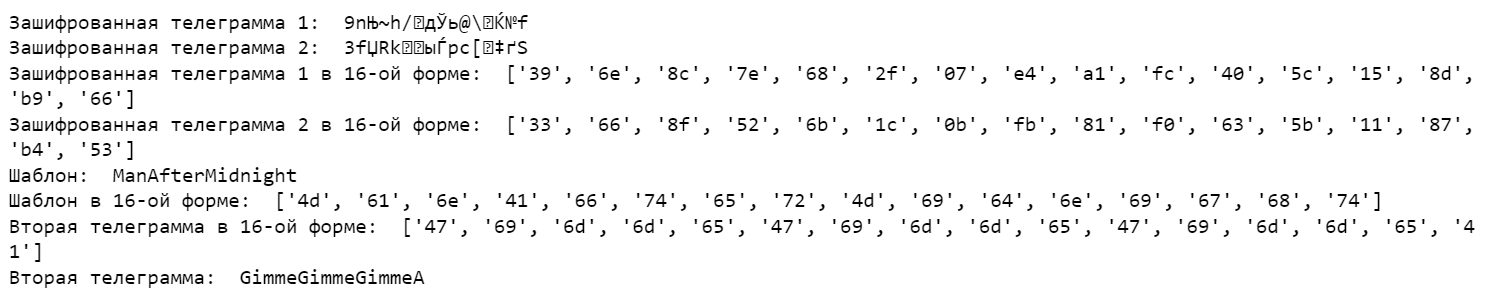 Зашифрованная телеграмма 1:  9nЊ~h/дЎь@\Ќ№f
Зашифрованная телеграмма 2:  3fЏRkыЃрc[‡ґS
Зашифрованная телеграмма 1 в 16-ой форме:  ['39', '6e', '8c', '7e', '68', '2f', '07', 'e4', 'a1', 'fc', '40', '5c', '15', '8d',
'b9', '66']
Зашифрованная телеграмма 2 в 16-ой форме:  ['33', '66', '8f', '52', '6b', '1c', '0b', 'fb', '81', 'f0', '63', '5b', '11', '87',
'b4', '53']
Шаблон:  ManAfterMidnight
Шаблон в 16-ой форме:  ['4d', '61', '6e', '41', '66', '74', '65', '72', '4d', '69', '64', '6e', '69', '67', '68', '74']
Вторая телеграмма в 16-ой форме:  ['47', '69', '6d', '6d', '65', '47', '69', '6d', '6d', '65', '47', '69', '6d', '6d', '65', '4
1']
Вторая телеграмма:  GimmeGimmeGimmeA